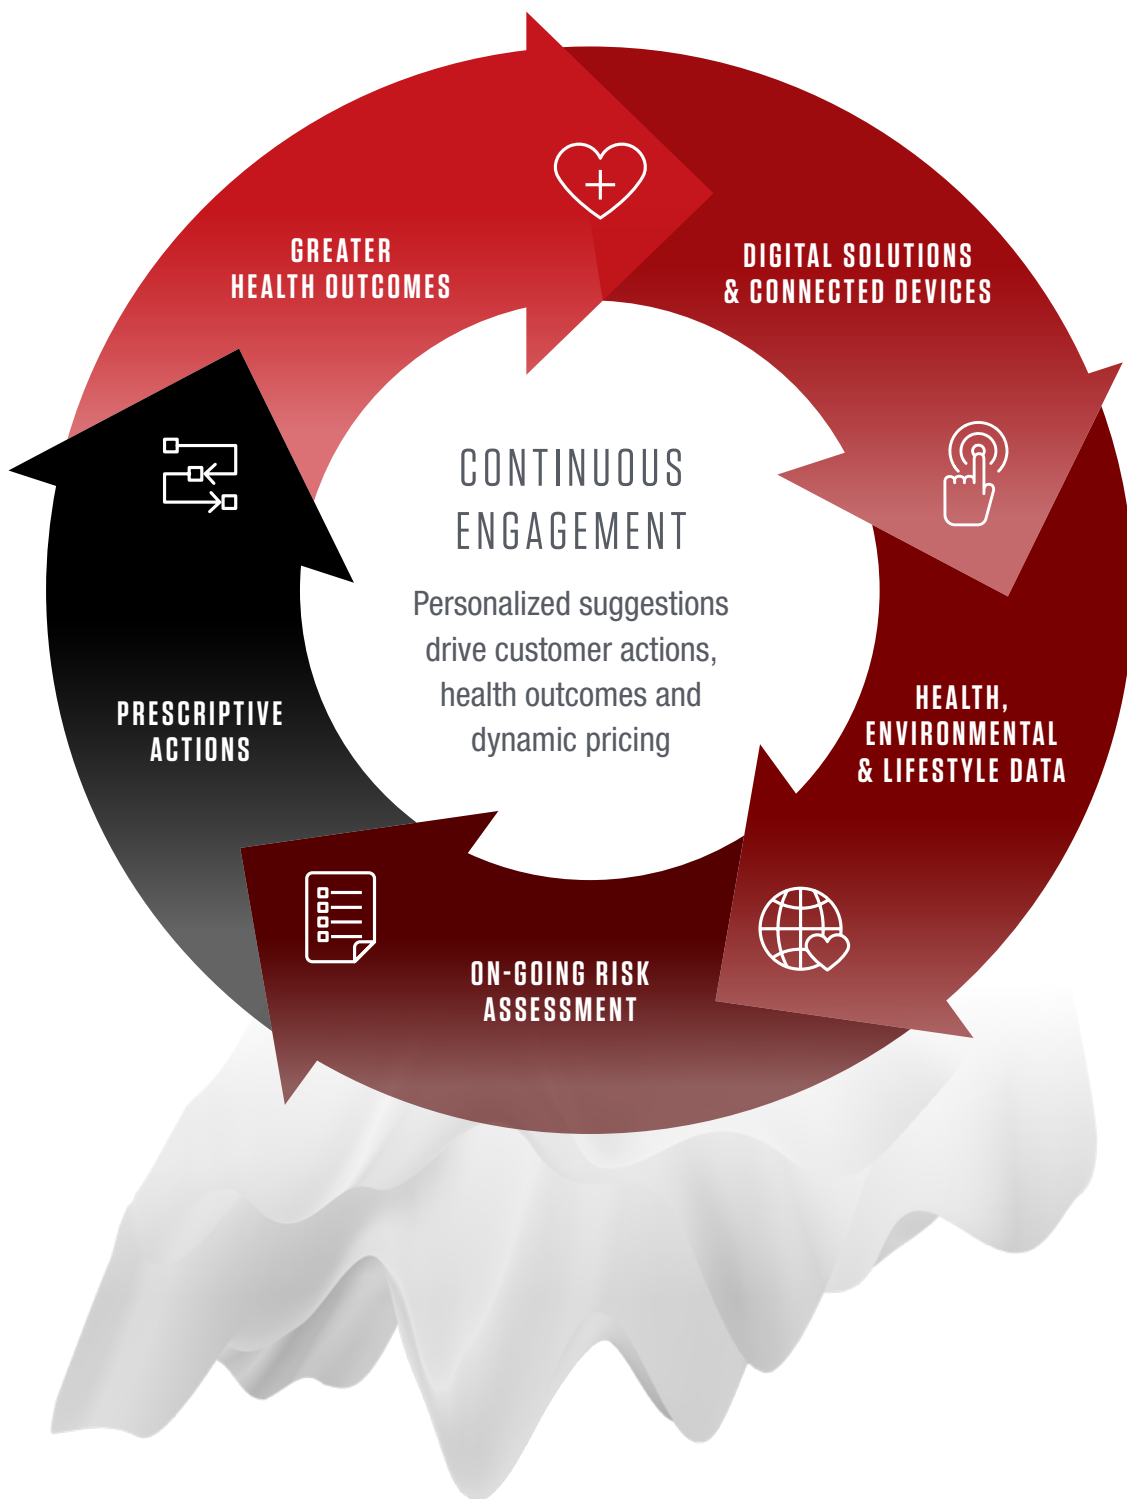 GREATER
HEALTH OUTCOMES
DIGITAL SOLUTIONS
& CONNECTED DEVICES
CONTINUOUS
ENGAGEMENT
Personalized suggestions
drive customer actions,
health outcomes and
dynamic pricing
HEALTH,
ENVIRONMENTAL
& LIFESTYLE DATA
ON-GOING RISK
ASSESSMENT
PRESCRIPTIVE
ACTIONS